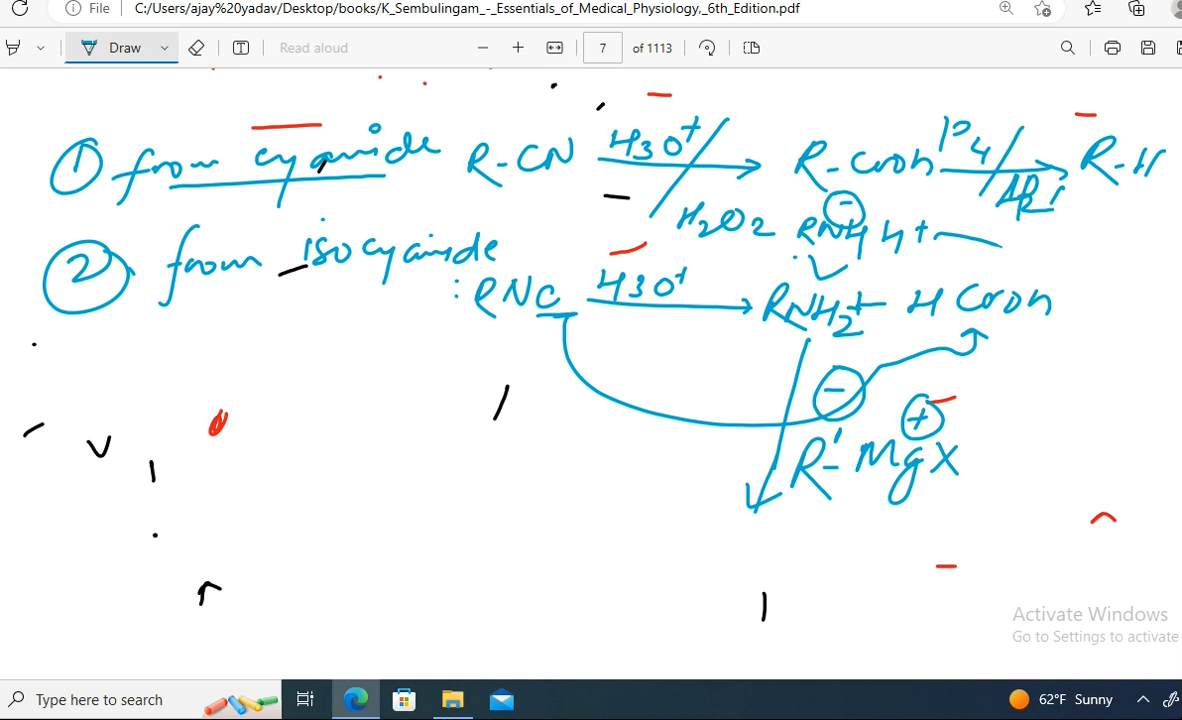 File C:/Users/ajay%20yadav/Desktop/books/K_Sembulingam_-_Essentials_of_Medical_Physiology,_6th_Edition.pdf
Draw Read aloud 7 of 1113
① from cyanide R-CN H3O+ / H2O2 R-COOH P4 / R-H
② from isocyanide RNH
:RNC H3O+ RNH2 + HCOOH
- +
R'-MgX
Activate Windows
Go to Settings to activate
Type here to search 62°F Sunny